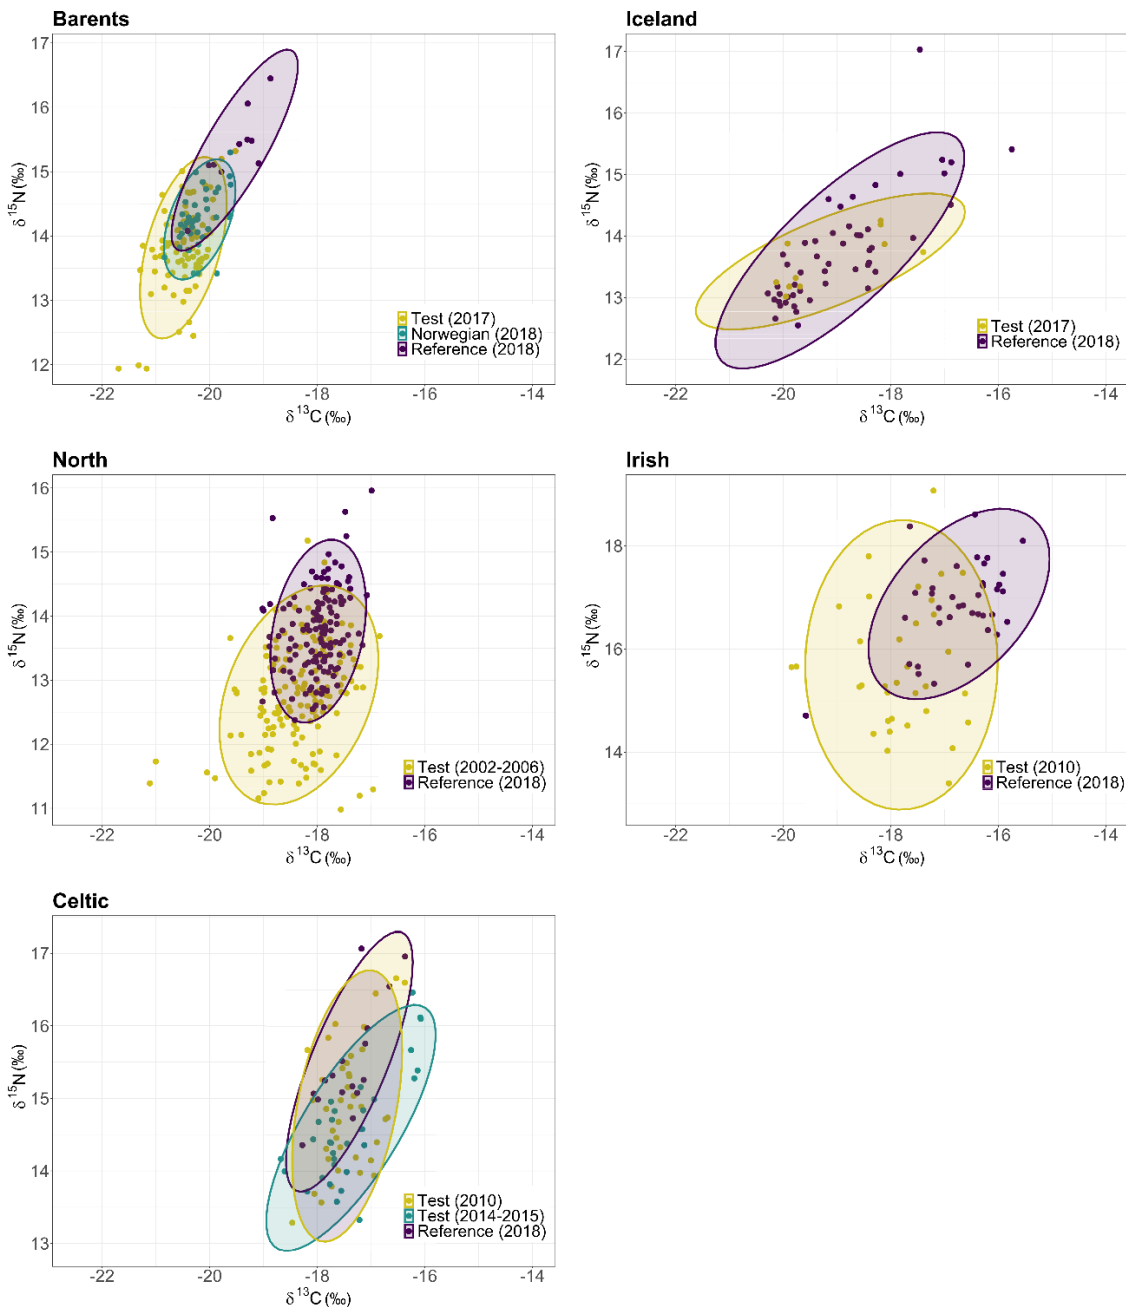 Barents
17
16
15
14
13
12
δ 15N (‰)
-22
-20
-18
-16
-14
δ 13C (‰)
Test (2017)
Norwegian (2018)
Reference (2018)
Iceland
17
16
15
14
13
12
δ 15N (‰)
-22
-20
-18
-16
-14
δ 13C (‰)
Test (2017)
Reference (2018)
North
16
15
14
13
12
11
δ 15N (‰)
-22
-20
-18
-16
-14
δ 13C (‰)
Test (2002-2006)
Reference (2018)
Irish
18
16
14
δ 15N (‰)
-22
-20
-18
-16
-14
δ 13C (‰)
Test (2010)
Reference (2018)
Celtic
17
16
15
14
13
δ 15N (‰)
-22
-20
-18
-16
-14
δ 13C (‰)
Test (2010)
Test (2014-2015)
Reference (2018)